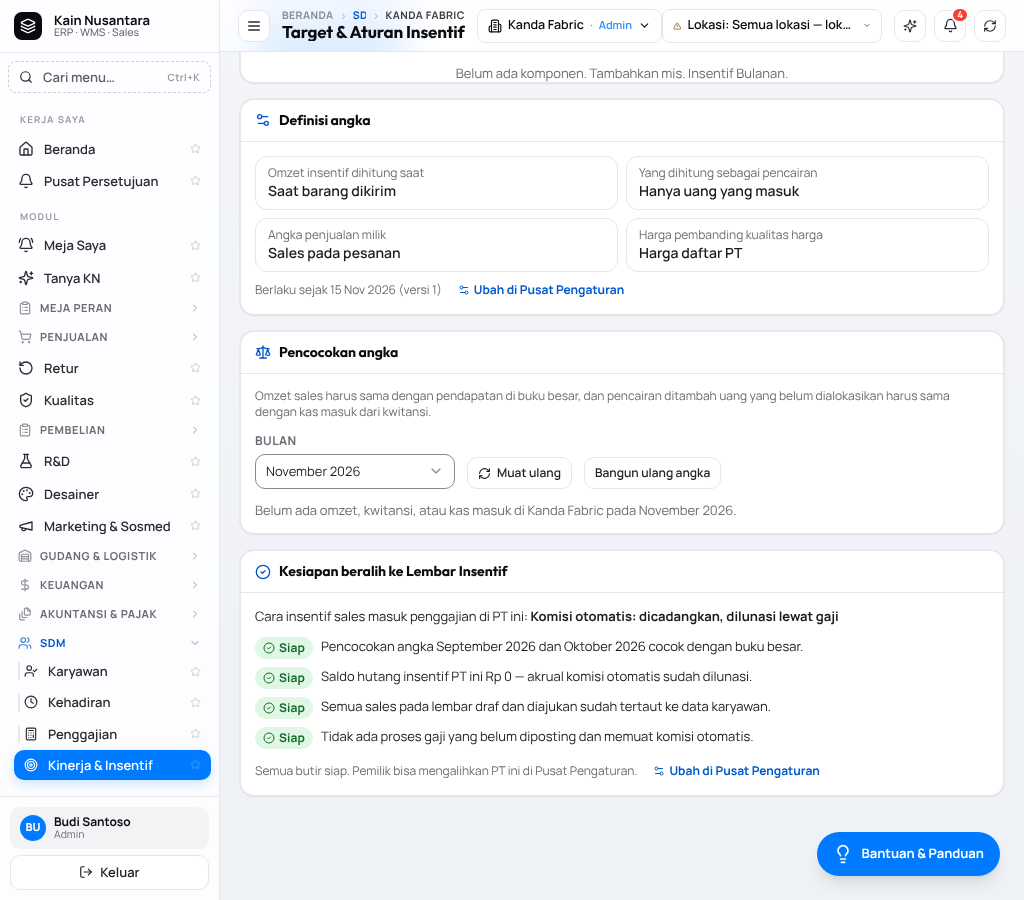 Kain Nusantara
ERP · WMS · Sales
Cari menu...
Ctrl+K
KERJA SAYA
Beranda
Pusat Persetujuan
MODUL
Meja Saya
Tanya KN
MEJA PERAN
PENJUALAN
Retur
Kualitas
PEMBELIAN
R&D
Desainer
Marketing & Sosmed
GUDANG & LOGISTIK
KEUANGAN
AKUNTANSI & PAJAK
SDM
Karyawan
Kehadiran
Penggajian
Kinerja & Insentif
BU
Budi Santoso
Admin
Keluar
BERANDA › SD › KANDA FABRIC
Target & Aturan Insentif
Kanda Fabric · Admin
Lokasi: Semua lokasi — lok...
4
Belum ada komponen. Tambahkan mis. Insentif Bulanan.
Definisi angka
Omzet insentif dihitung saat
Saat barang dikirim
Yang dihitung sebagai pencairan
Hanya uang yang masuk
Angka penjualan milik
Sales pada pesanan
Harga pembanding kualitas harga
Harga daftar PT
Berlaku sejak 15 Nov 2026 (versi 1)
Ubah di Pusat Pengaturan
Pencocokan angka
Omzet sales harus sama dengan pendapatan di buku besar, dan pencairan ditambah uang yang belum dialokasikan harus sama
dengan kas masuk dari kwitansi.
BULAN
November 2026
Muat ulang
Bangun ulang angka
Belum ada omzet, kwitansi, atau kas masuk di Kanda Fabric pada November 2026.
Kesiapan beralih ke Lembar Insentif
Cara insentif sales masuk penggajian di PT ini: Komisi otomatis: dicadangkan, dilunasi lewat gaji
Siap Pencocokan angka September 2026 dan Oktober 2026 cocok dengan buku besar.
Siap Saldo hutang insentif PT ini Rp 0 — akrual komisi otomatis sudah dilunasi.
Siap Semua sales pada lembar draf dan diajukan sudah tertaut ke data karyawan.
Siap Tidak ada proses gaji yang belum diposting dan memuat komisi otomatis.
Semua butir siap. Pemilik bisa mengalihkan PT ini di Pusat Pengaturan.
Ubah di Pusat Pengaturan
Bantuan & Panduan